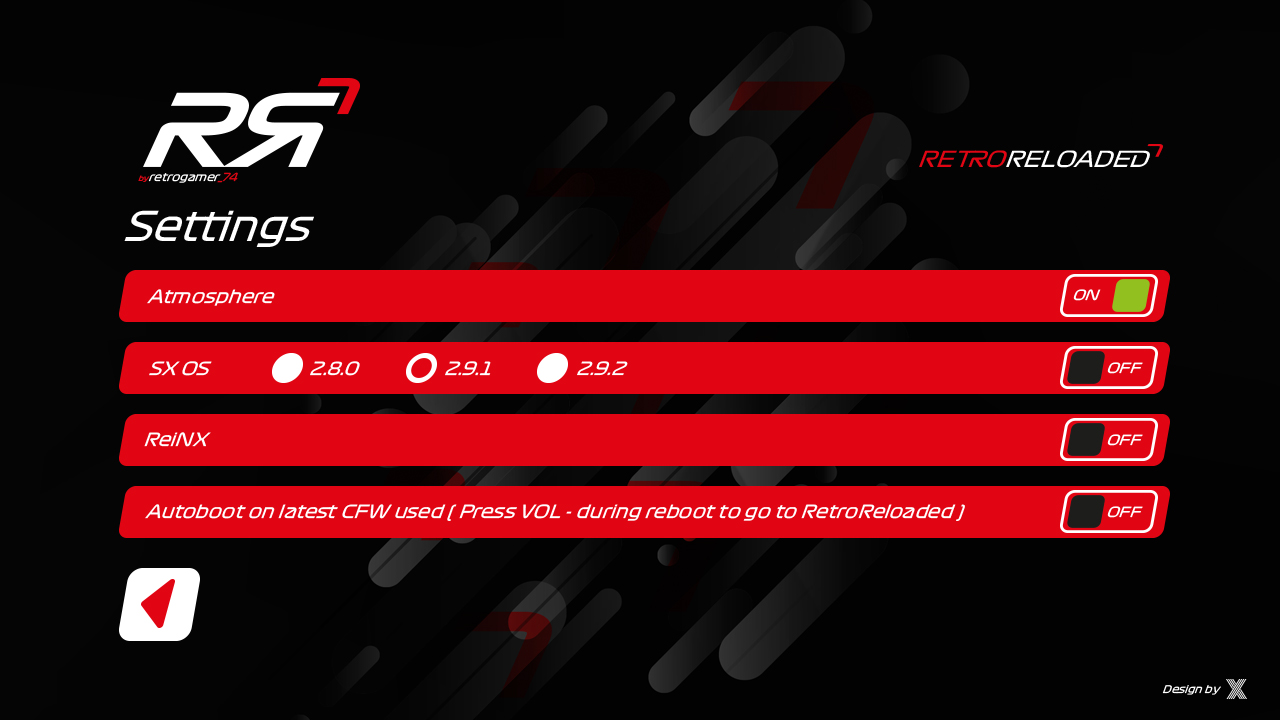 RR
by retrogamer_74
RETRORELOADED
Settings
Atmosphere ON
SX OS 2.8.0 2.9.1 2.9.2 OFF
ReiNX OFF
Autoboot on latest CFW used ( Press VOL - during reboot to go to RetroReloaded ) OFF
Design by X